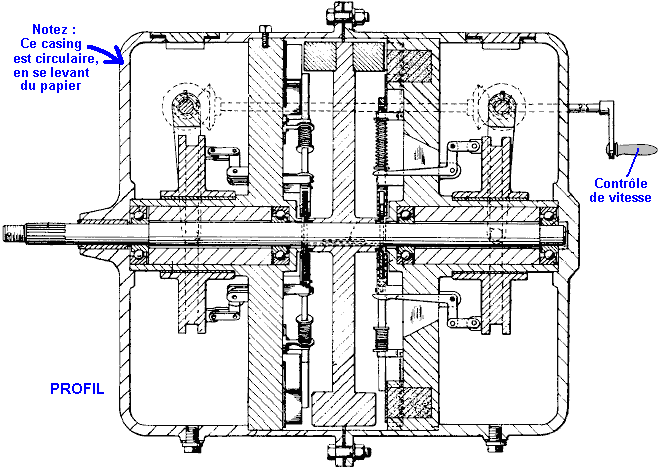 Notez :
Ce casing
est circulaire,
en se levant
du papier
Contrôle
de vitesse
PROFIL